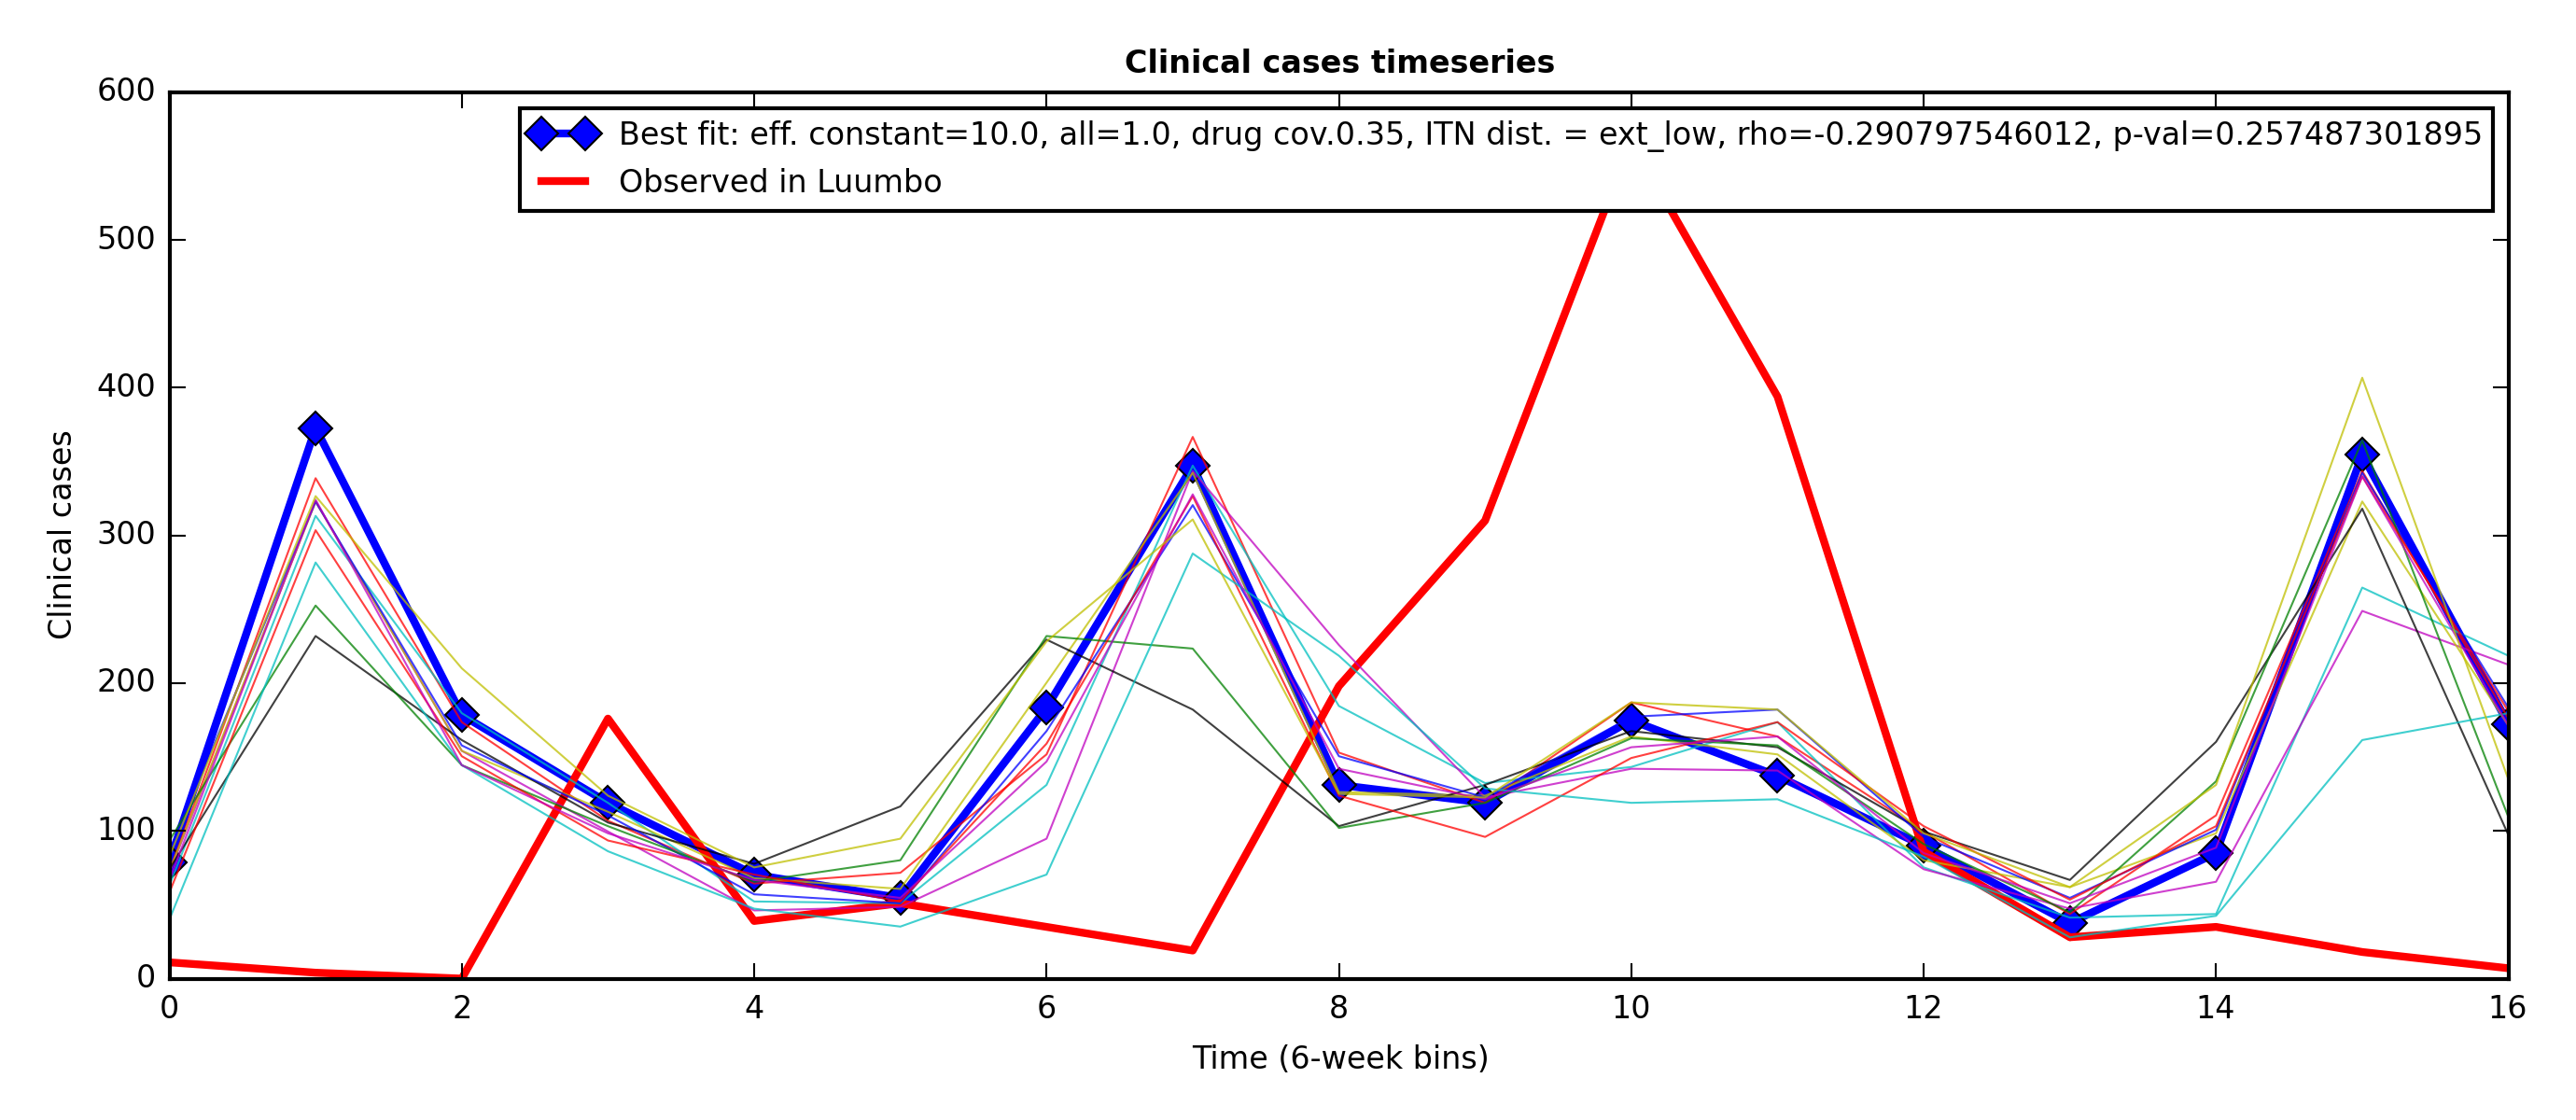 Clinical cases timeseries
600
500
400
300
200
100
0
Clinical cases
Best fit: eff. constant=10.0, all=1.0, drug cov.0.35, ITN dist. = ext_low, rho=-0.290797546012, p-val=0.257487301895
Observed in Luumbo
0 2 4 6 8 10 12 14 16
Time (6-week bins)